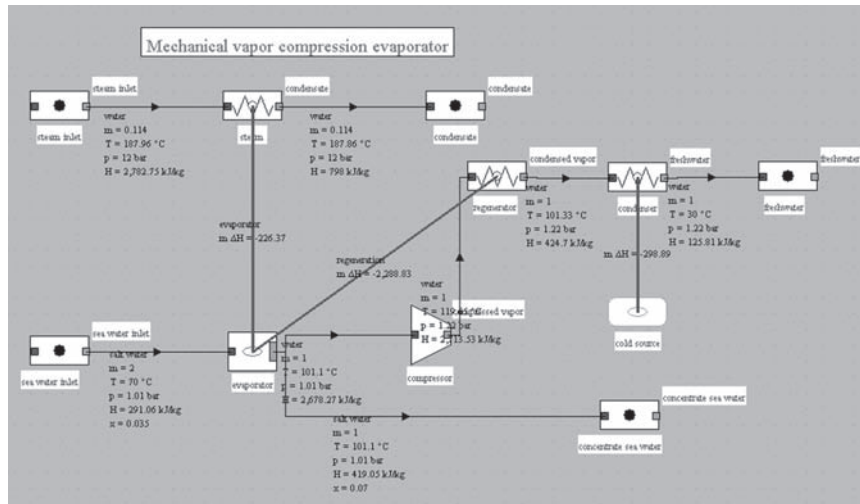 Mechanical vapor compression evaporator
steam inlet
condensate
condensate
steam inlet
steam
condensate
water
m = 0.114
T = 187.96 °C
p = 12 bar
H = 2,782.75 kJ/kg
water
m = 0.114
T = 187.86 °C
p = 12 bar
H = 798 kJ/kg
condensed vapor
freshwater
freshwater
regenerator
condenser
freshwater
water
m = 1
T = 101.33 °C
p = 1.22 bar
H = 424.7 kJ/kg
water
m = 1
T = 30 °C
p = 1.22 bar
H = 125.81 kJ/kg
evaporator
m ΔH = -226.37
regeneration
m ΔH = -2,288.83
m ΔH = -298.89
cold source
water
m = 1
p = 1.22 bar
compressor
sea water inlet
sea water inlet
evaporator
salt water
m = 2
T = 70 °C
p = 1.01 bar
H = 291.06 kJ/kg
x = 0.035
water
m = 1
T = 101.1 °C
p = 1.01 bar
H = 2,678.27 kJ/kg
concentrate sea water
concentrate sea water
salt water
m = 1
T = 101.1 °C
p = 1.01 bar
H = 419.05 kJ/kg
x = 0.07